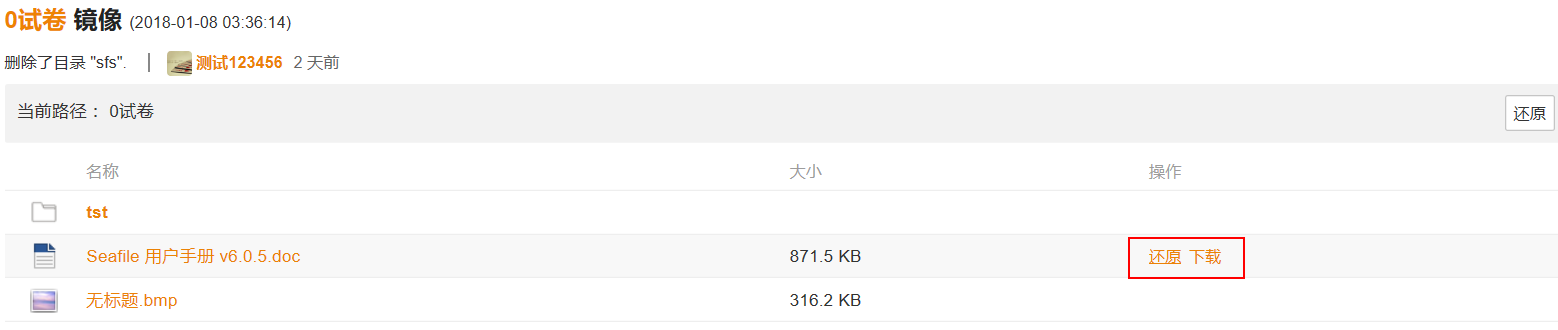 0试卷 镜像 (2018-01-08 03:36:14)
删除了目录 "sfs". | 测试123456 2 天前
当前路径： 0试卷 还原
名称 大小 操作
tst
Seafile 用户手册 v6.0.5.doc 871.5 KB 还原 下载
无标题.bmp 316.2 KB